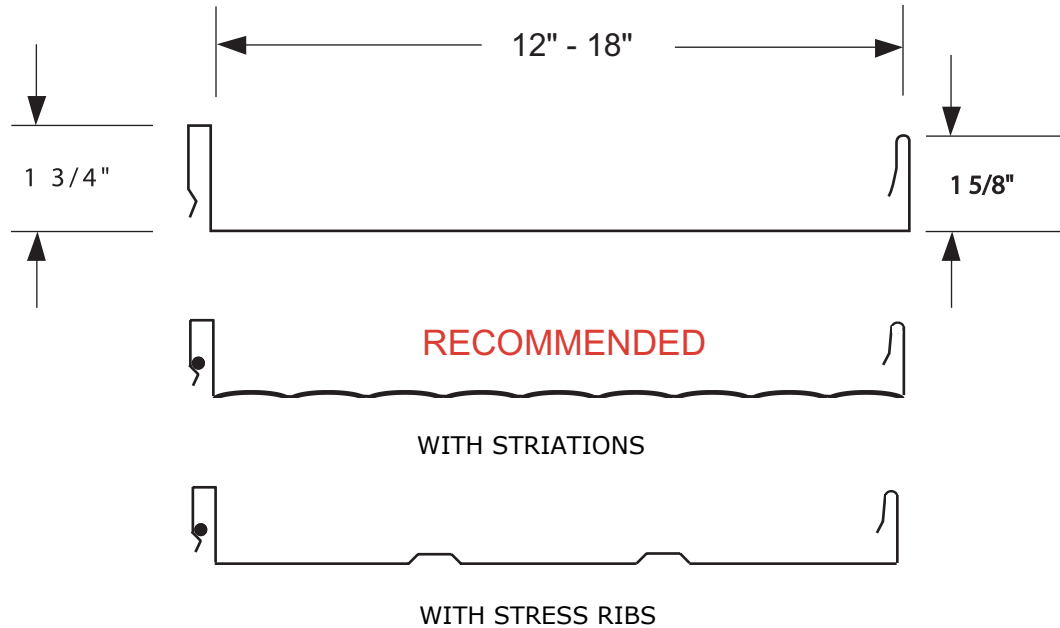 12" - 18"
1 3/4"
1 5/8"
RECOMMENDED
WITH STRIATIONS
WITH STRESS RIBS